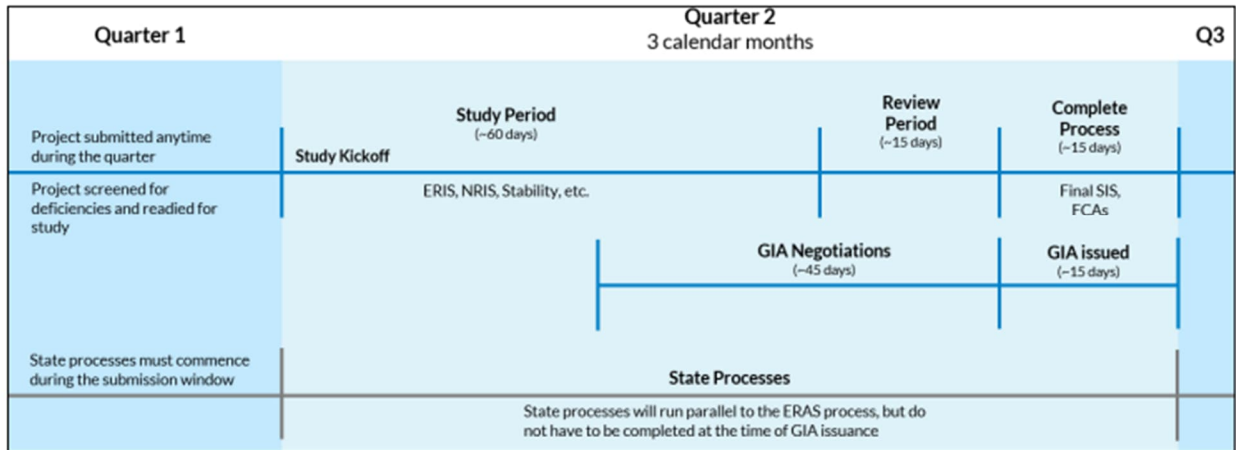 Quarter 1
Quarter 2
3 calendar months
Q3
Project submitted anytime
during the quarter
Study Kickoff
Study Period
(~60 days)
Review
Period
(~15 days)
Complete
Process
(~15 days)
Project screened for
deficiencies and readied for
study
ERIS, NRIS, Stability, etc.
Final SIS,
FCAs
GIA Negotiations
(~45 days)
GIA issued
(~15 days)
State processes must commence
during the submission window
State Processes
State processes will run parallel to the ERAS process, but do
not have to be completed at the time of GIA issuance